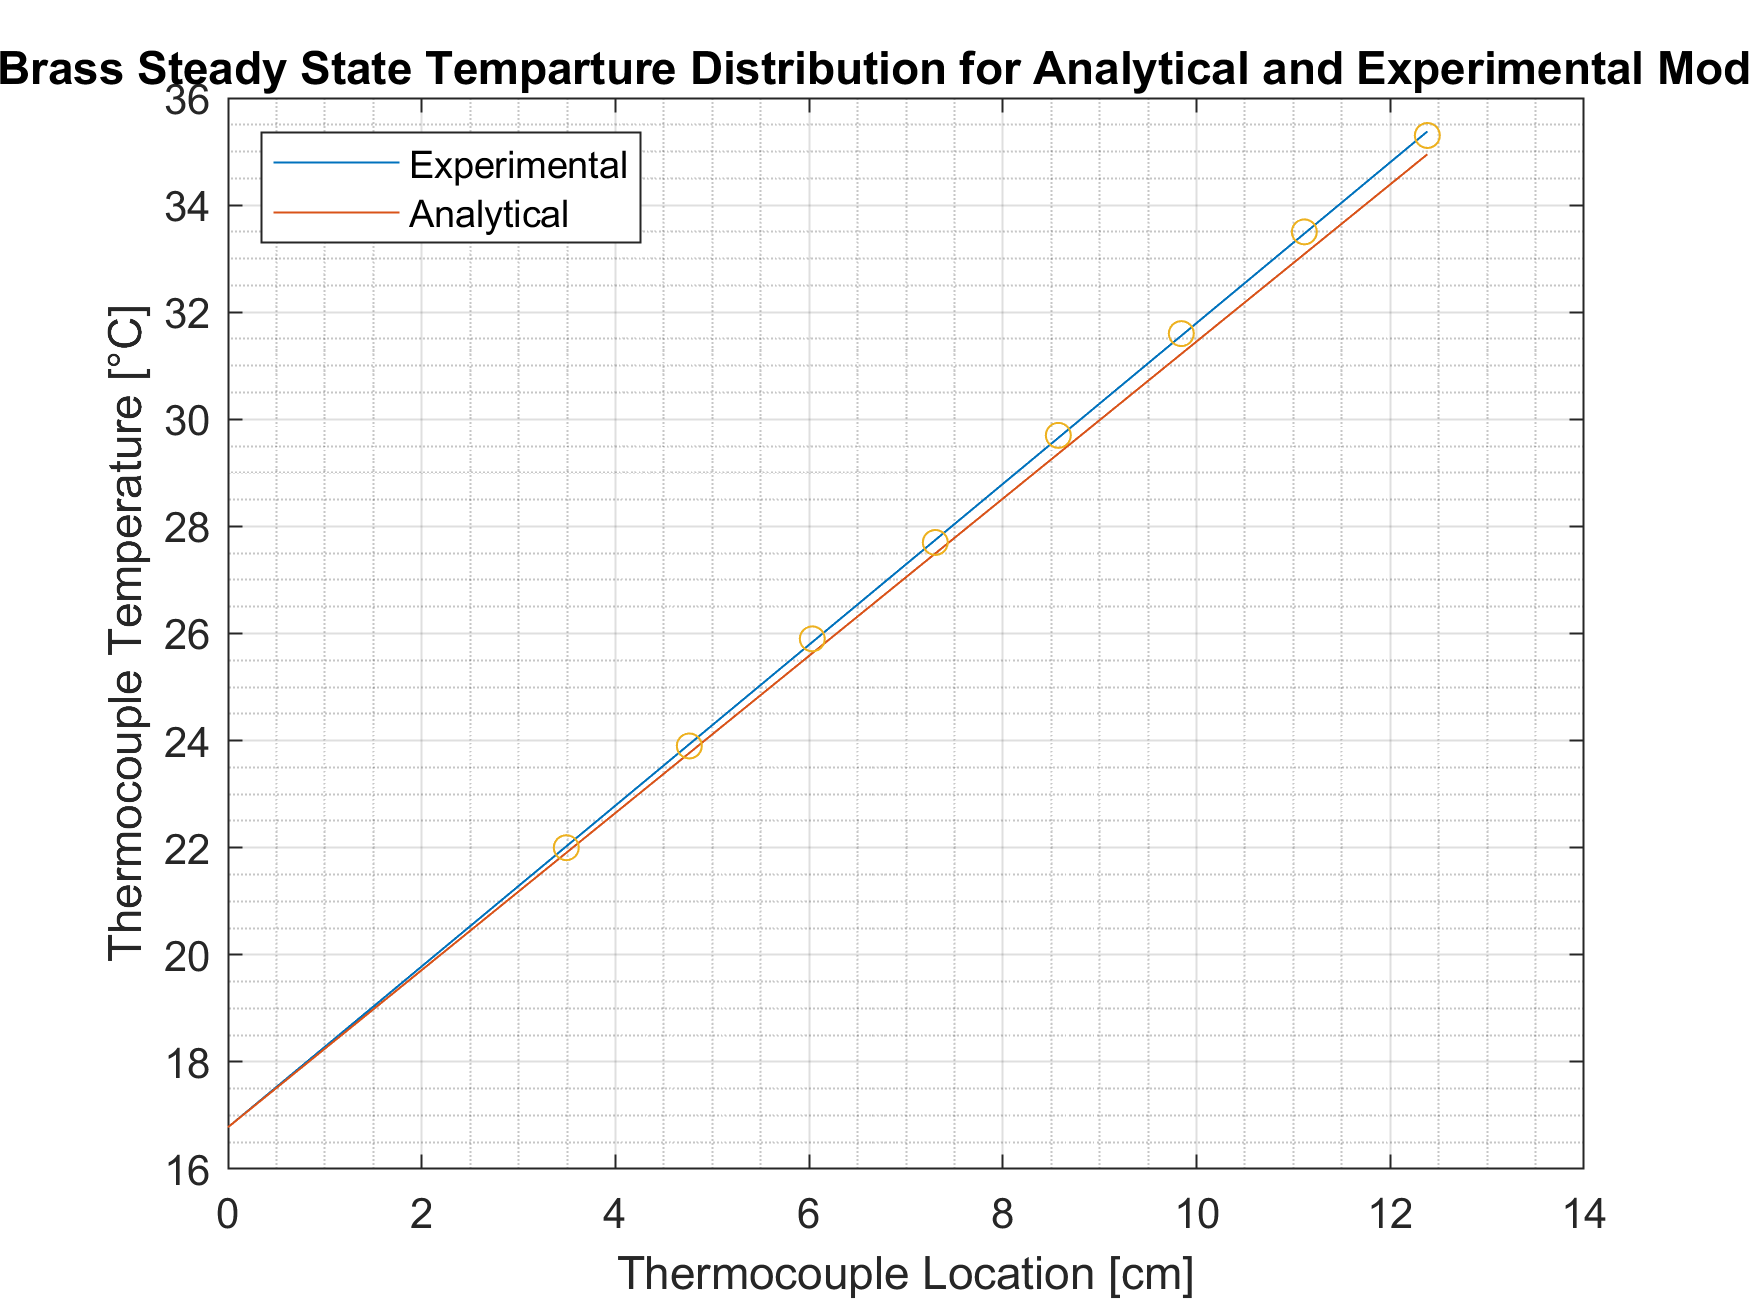 Brass Steady State Temparture Distribution for Analytical and Experimental Mod
36
34
32
30
28
26
24
22
20
18
16
Experimental
Analytical
Thermocouple Temperature [°C]
0 2 4 6 8 10 12 14
Thermocouple Location [cm]